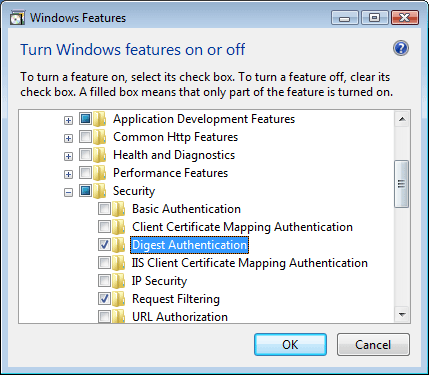 Windows Features
Turn Windows features on or off
To turn a feature on, select its check box. To turn a feature off, clear its
check box. A filled box means that only part of the feature is turned on.
Application Development Features
Common Http Features
Health and Diagnostics
Performance Features
Security
Basic Authentication
Client Certificate Mapping Authentication
Digest Authentication
IIS Client Certificate Mapping Authentication
IP Security
Request Filtering
URL Authorization
OK
Cancel